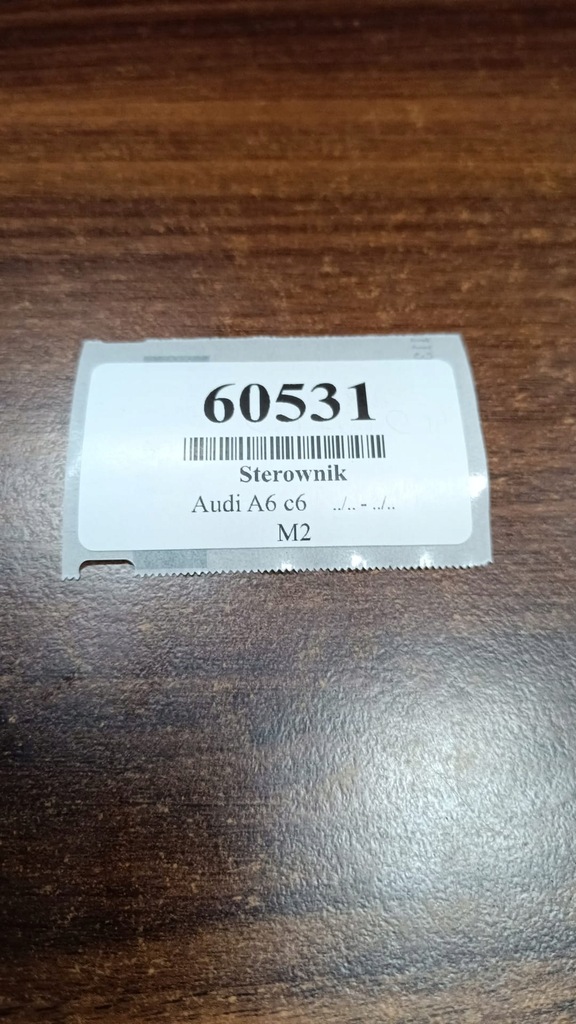 60531
Sterownik
Audi A6 c6 ../.. - ../..
M2